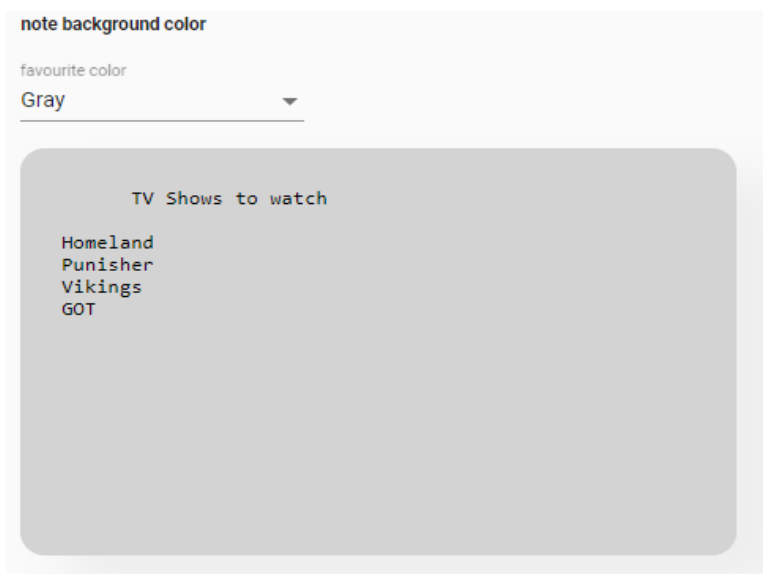 note background color
favourite color
Gray
TV Shows to watch
Homeland
Punisher
Vikings
GOT